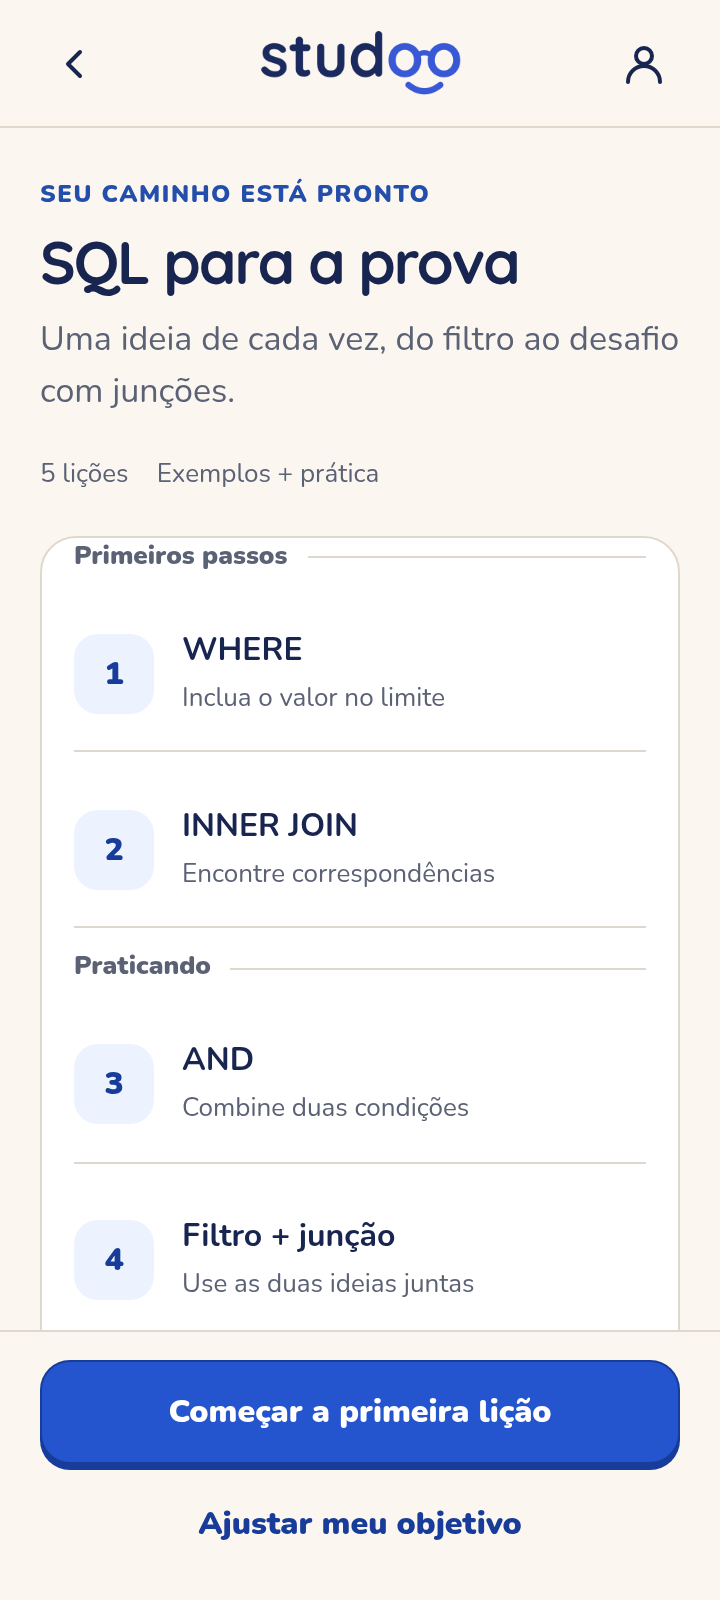 studoo
SEU CAMINHO ESTÁ PRONTO
SQL para a prova
Uma ideia de cada vez, do filtro ao desafio
com junções.
5 lições Exemplos + prática
Primeiros passos
1
WHERE
Inclua o valor no limite
2
INNER JOIN
Encontre correspondências
Praticando
3
AND
Combine duas condições
4
Filtro + junção
Use as duas ideias juntas
Começar a primeira lição
Ajustar meu objetivo